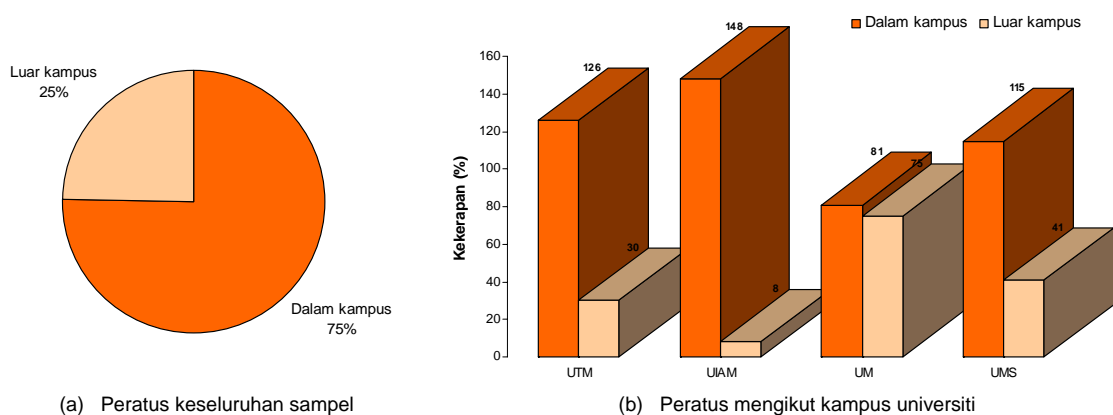 Luar kampus
25%
Dalam kampus
75%
(a) Peratus keseluruhan sampel
Dalam kampus
Luar kampus
Kekerapan (%)
160
140
120
100
80
60
40
20
0
126
30
148
8
81
75
115
41
UTM
UIAM
UM
UMS
(b) Peratus mengikut kampus universiti